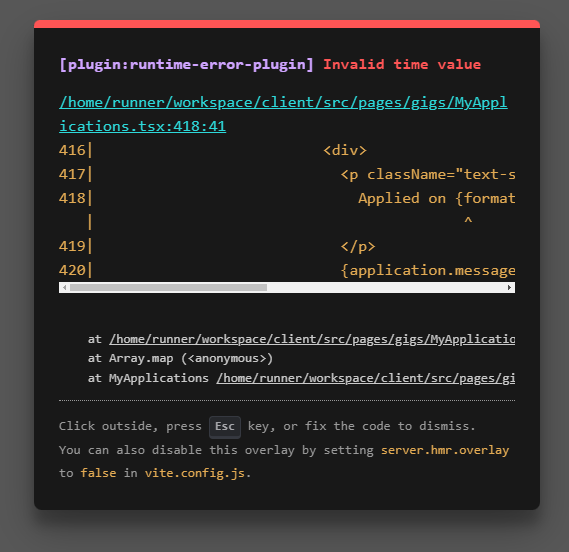 [plugin:runtime-error-plugin] Invalid time value
/home/runner/workspace/client/src/pages/gigs/MyAppl
ications.tsx:418:41
416|                          <div>
417|                            <p className="text-s
418|                              Applied on {format
   |                                         ^
419|                            </p>
420|                            {application.message
at /home/runner/workspace/client/src/pages/gigs/MyApplicatio
at Array.map (<anonymous>)
at MyApplications /home/runner/workspace/client/src/pages/gi
Click outside, press Esc key, or fix the code to dismiss.
You can also disable this overlay by setting server.hmr.overlay
to false in vite.config.js.